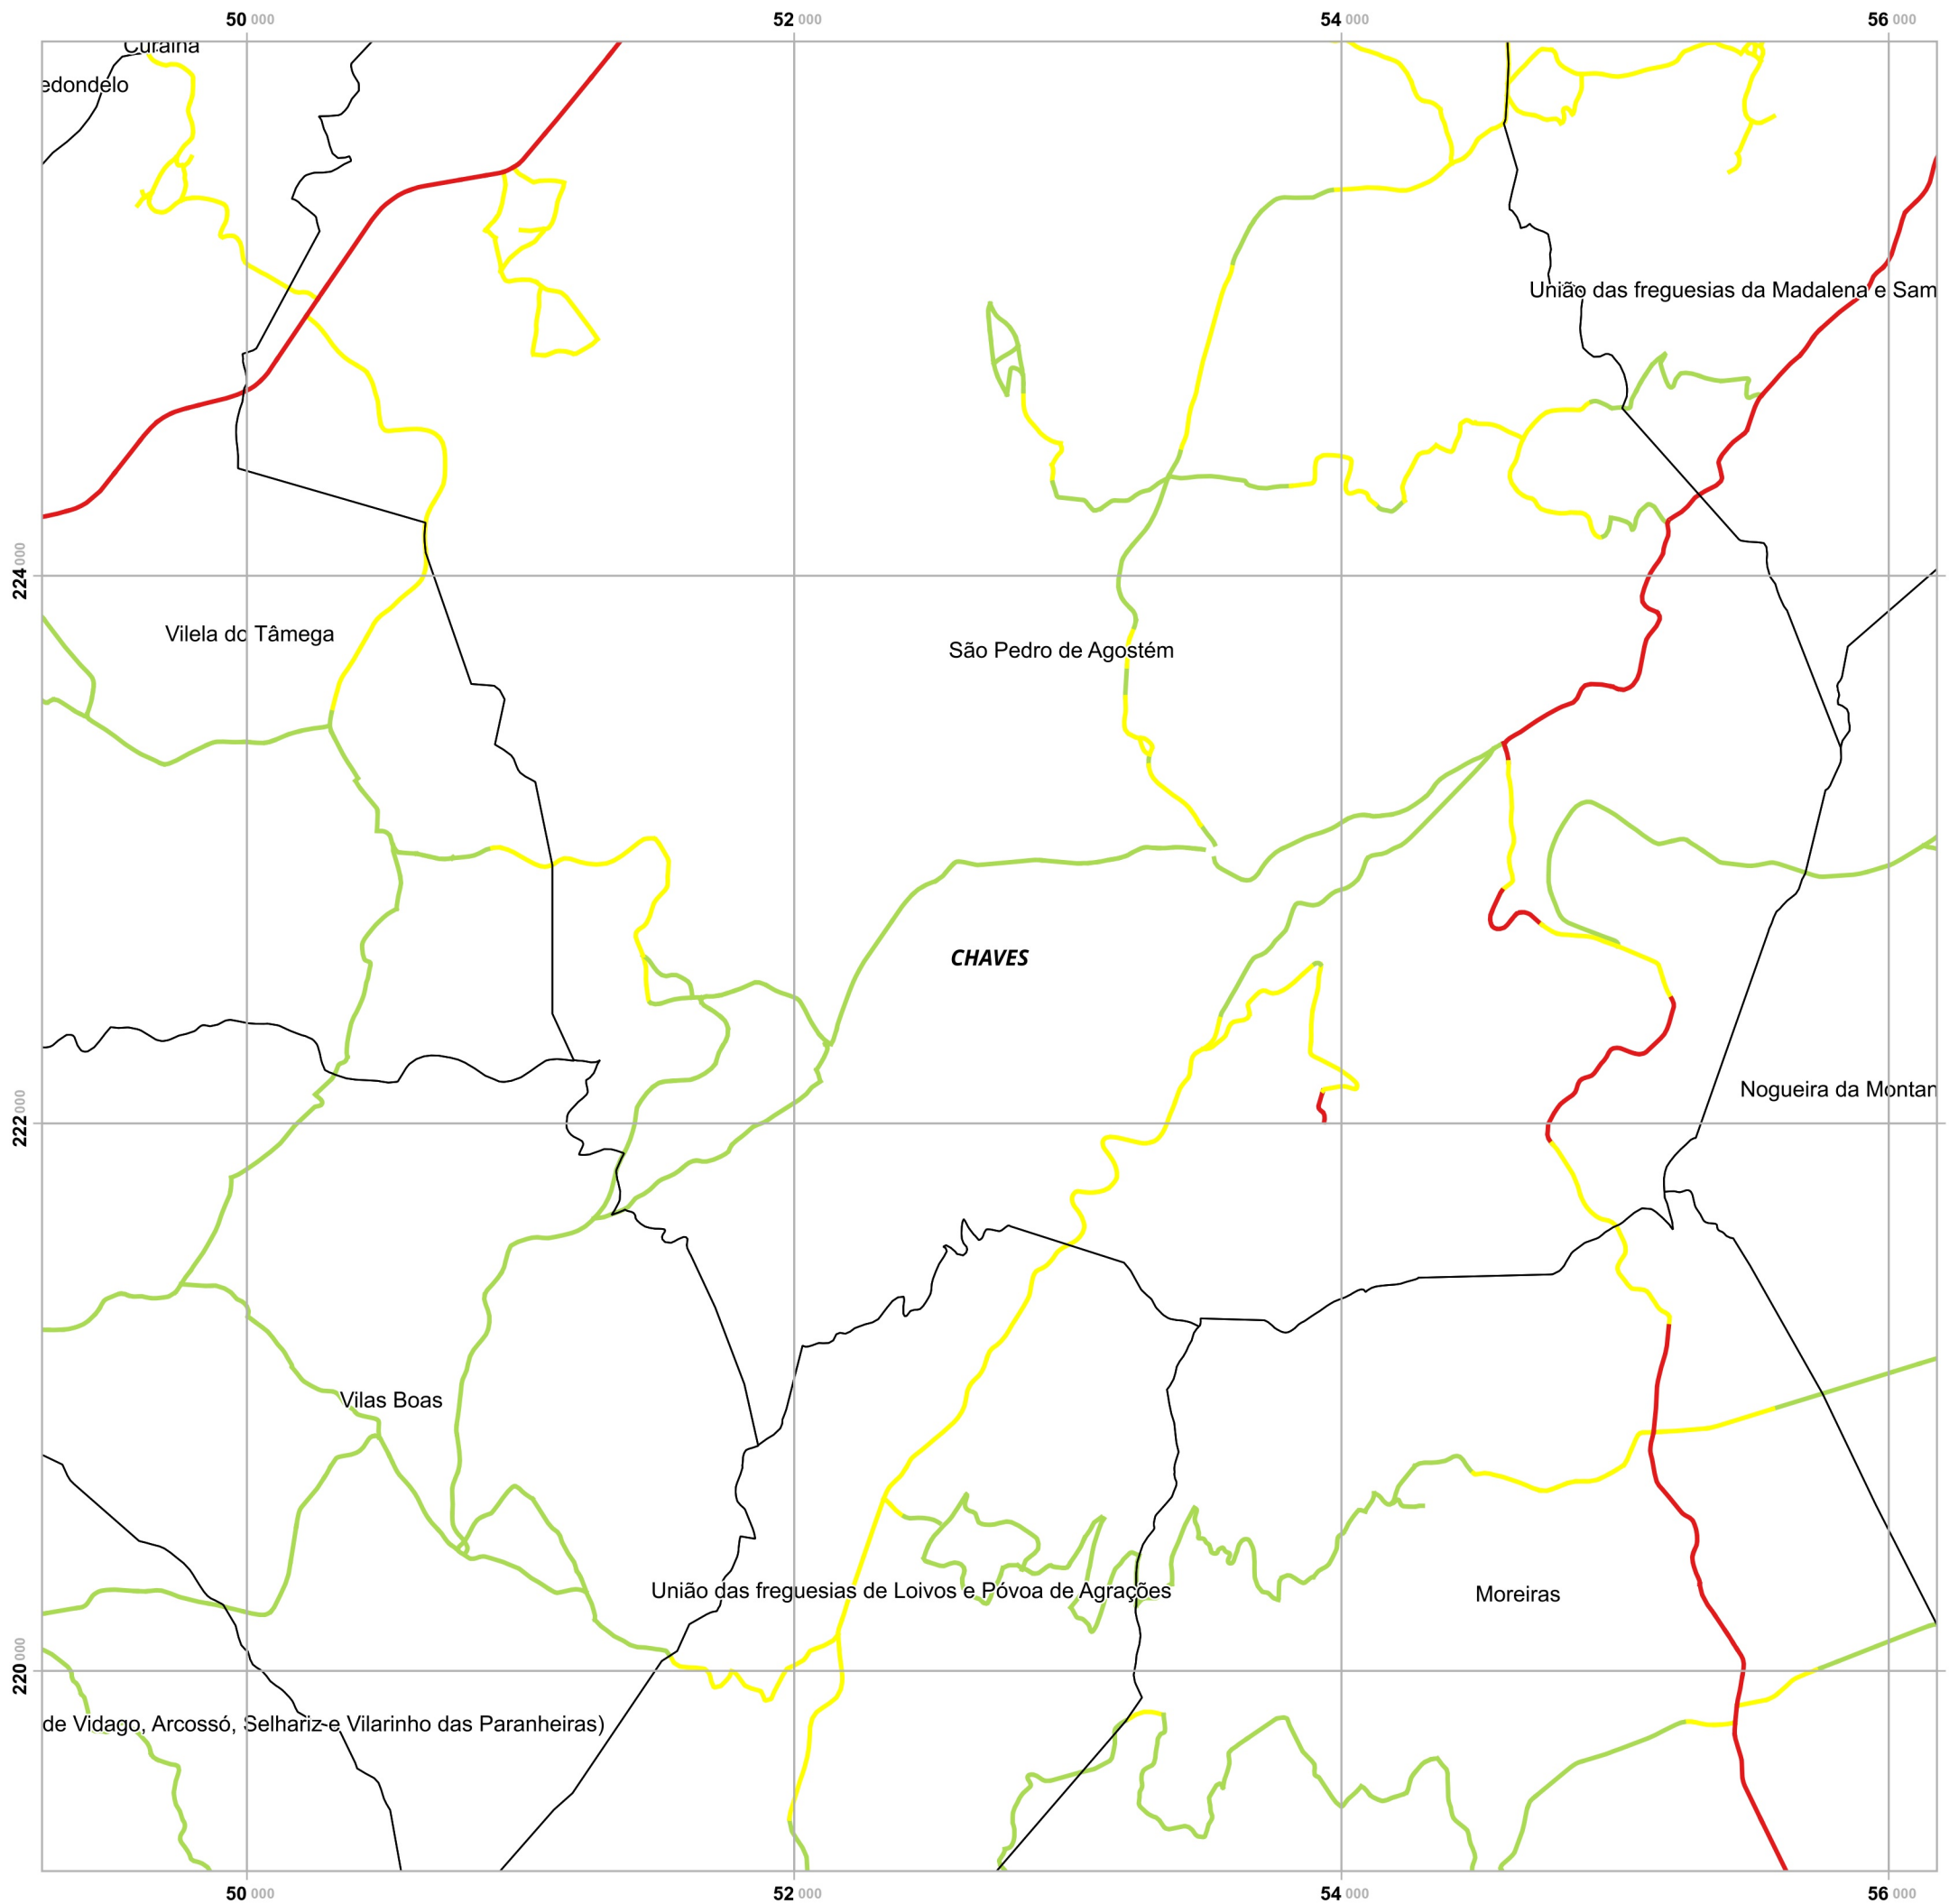 50 000 52 000 54 000 56 000
Curalha
edondelo
União das freguesias da Madalena e Sam
224 000
Vilela do Tâmega
São Pedro de Agostém
CHAVES
Nogueira da Montan
222 000
Vilas Boas
União das freguesias de Loivos e Póvoa de Agrações
Moreiras
220 000
de Vidago, Arcossó, Selhariz e Vilarinho das Paranheiras)
50 000 52 000 54 000 56 000